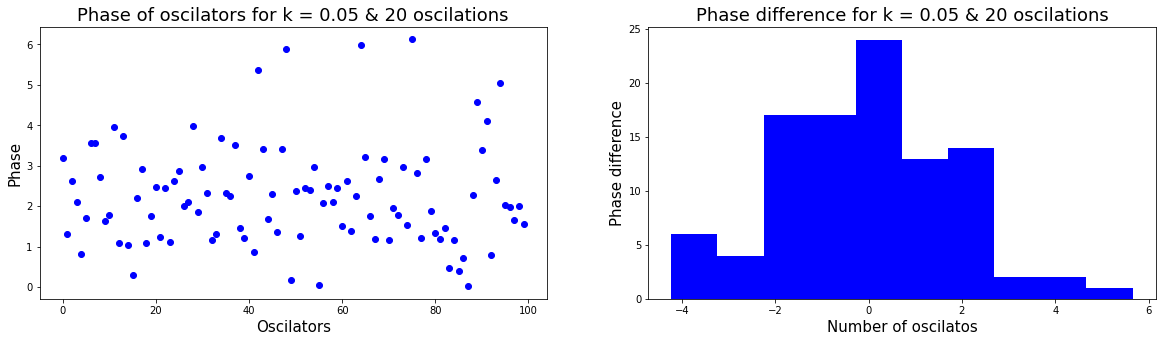 Phase of oscilators for k = 0.05 & 20 oscilations
Phase
6
5
4
3
2
1
0
0 20 40 60 80 100
Oscilators
Phase difference for k = 0.05 & 20 oscilations
Phase difference
25
20
15
10
5
0
−4 −2 0 2 4 6
Number of oscilatos